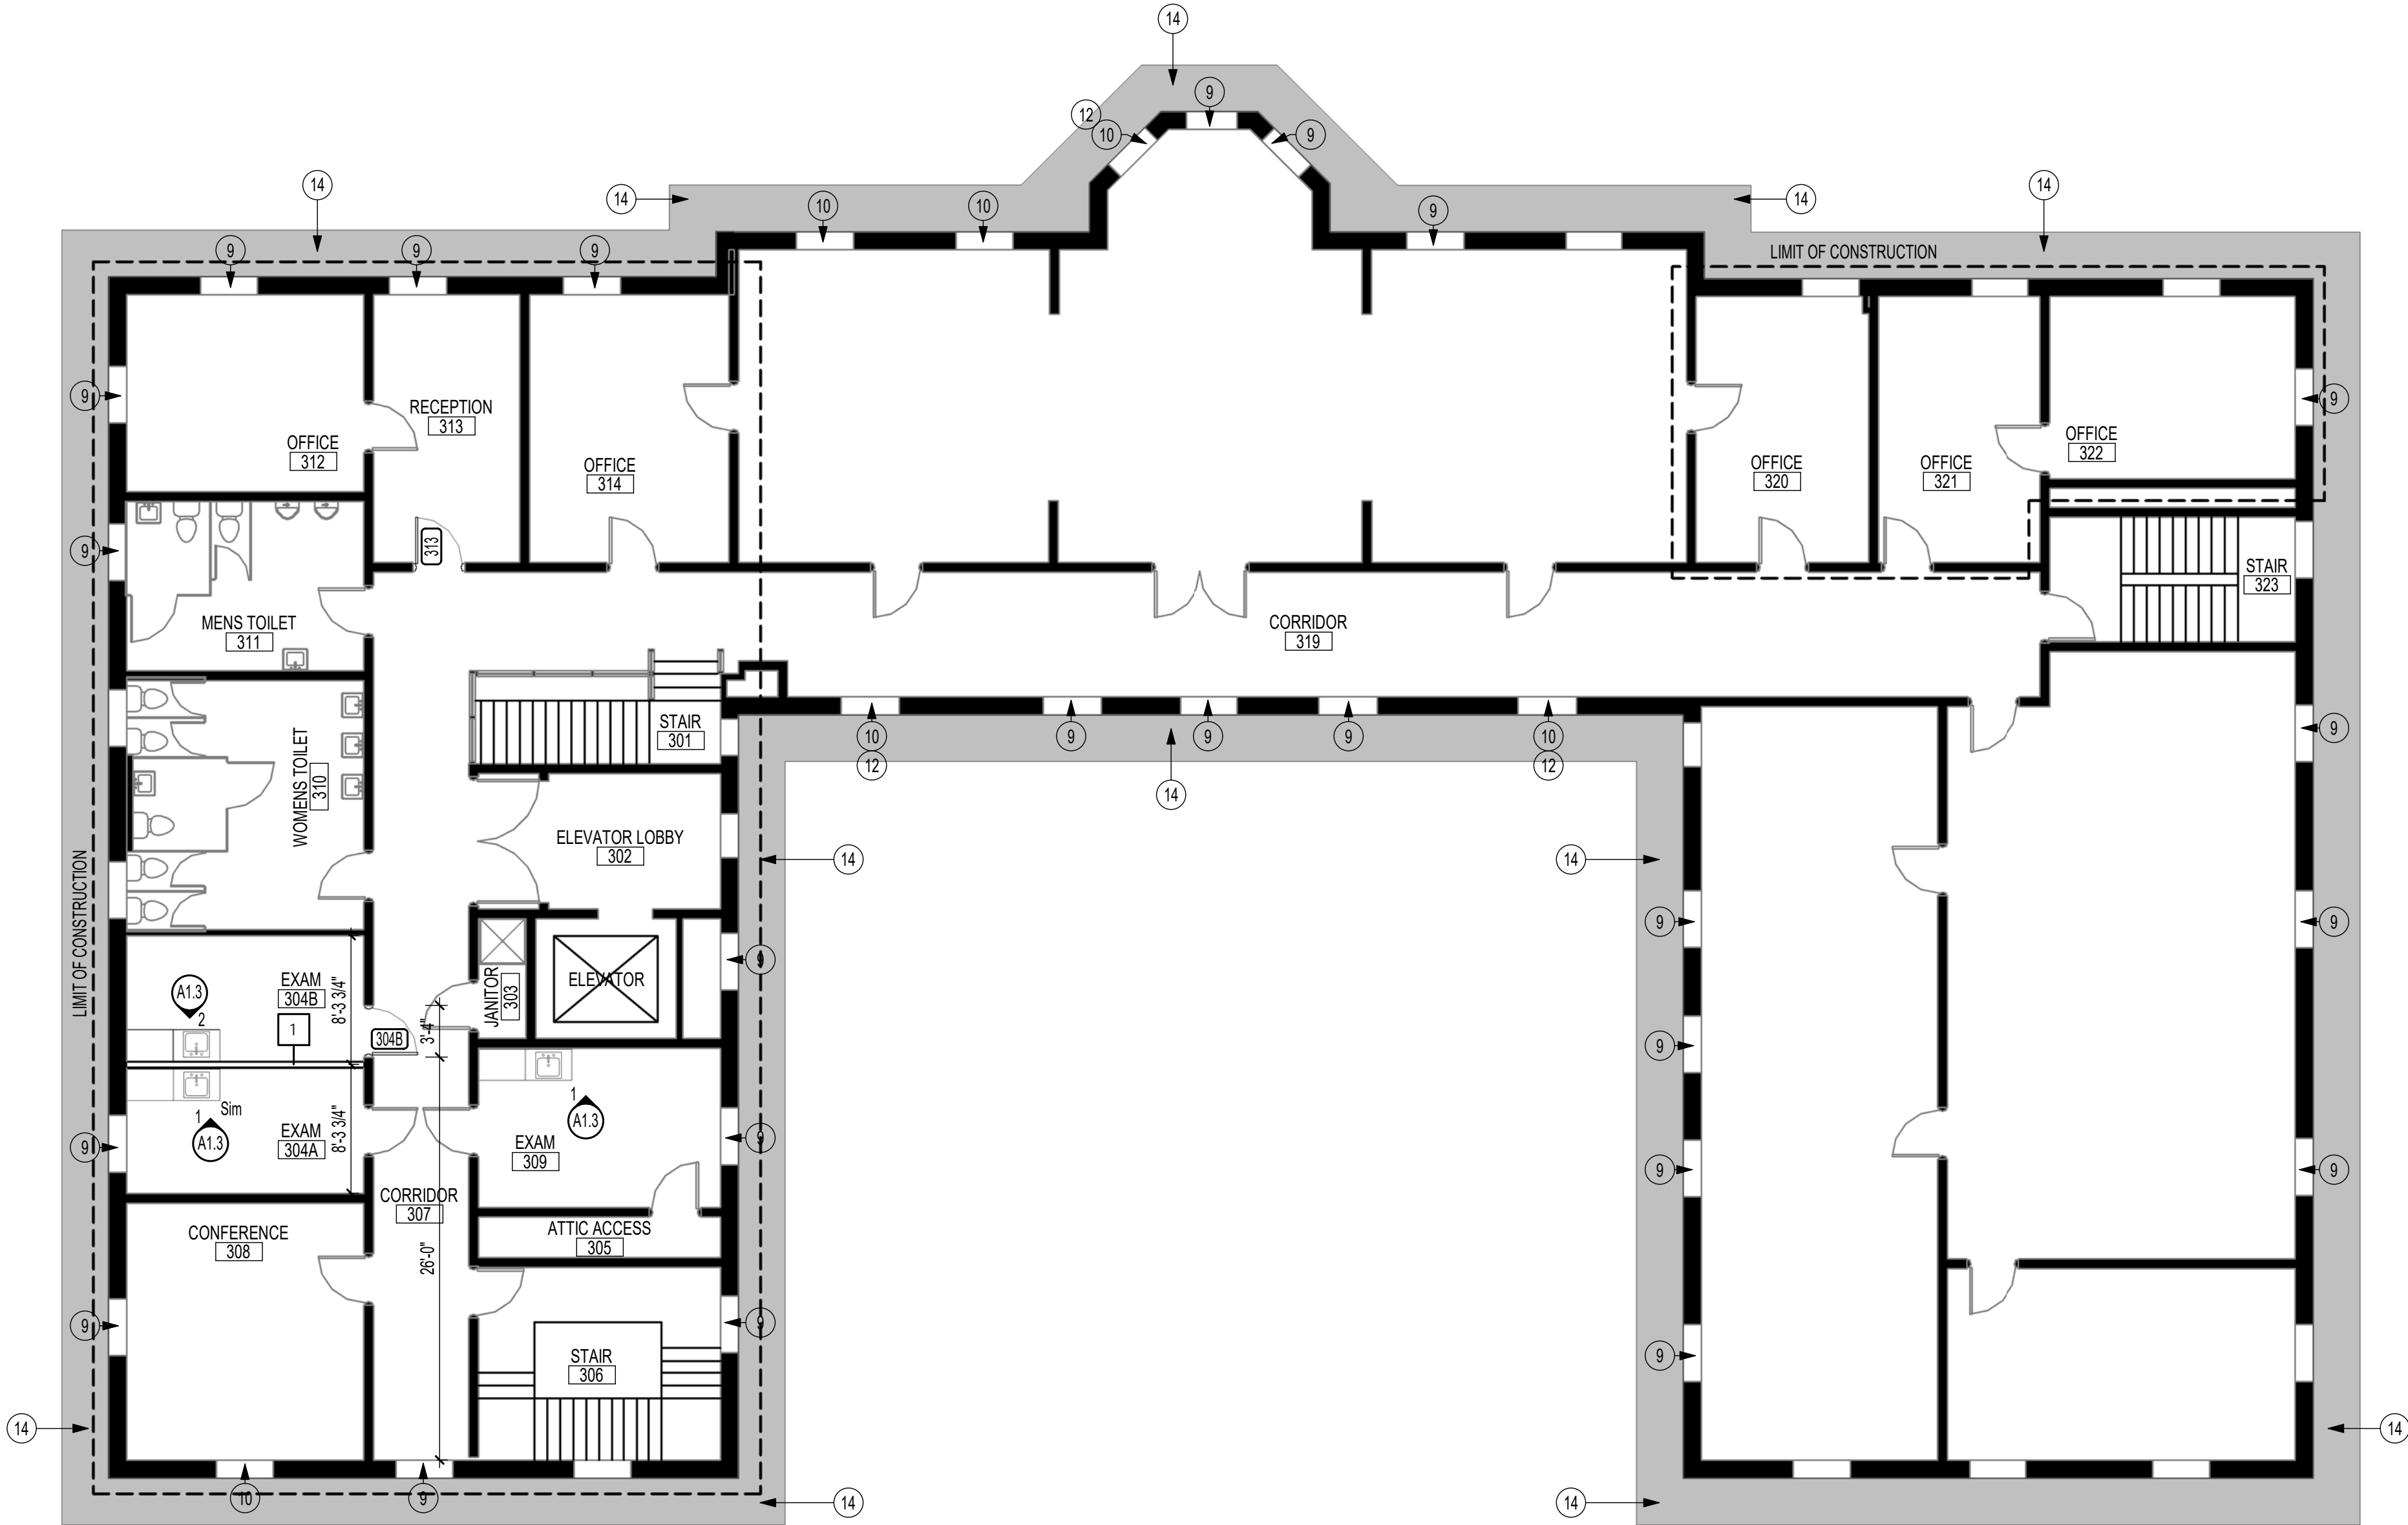 14
9
12
10
9
14
14
14
14
10
10
9
LIMIT OF CONSTRUCTION
9
9
9
9
9
RECEPTION
313
OFFICE
312
OFFICE
314
OFFICE
320
OFFICE
321
OFFICE
322
313
9
STAIR
323
MENS TOILET
311
CORRIDOR
319
STAIR
301
WOMENS TOILET
310
10
12
9
9
9
10
12
9
14
ELEVATOR LOBBY
302
14
14
LIMIT OF CONSTRUCTION
9
9
9
ELEVATOR
JANITOR
303
EXAM
304B
8'-3 3/4"
A1.3
2
1
304B
3'-4"
9
1
A1.3
1
Sim
A1.3
EXAM
304A
8'-3 3/4"
9
EXAM
309
9
9
9
CORRIDOR
307
26'-0"
ATTIC ACCESS
305
CONFERENCE
308
9
9
9
STAIR
306
14
14
10
9
14
14